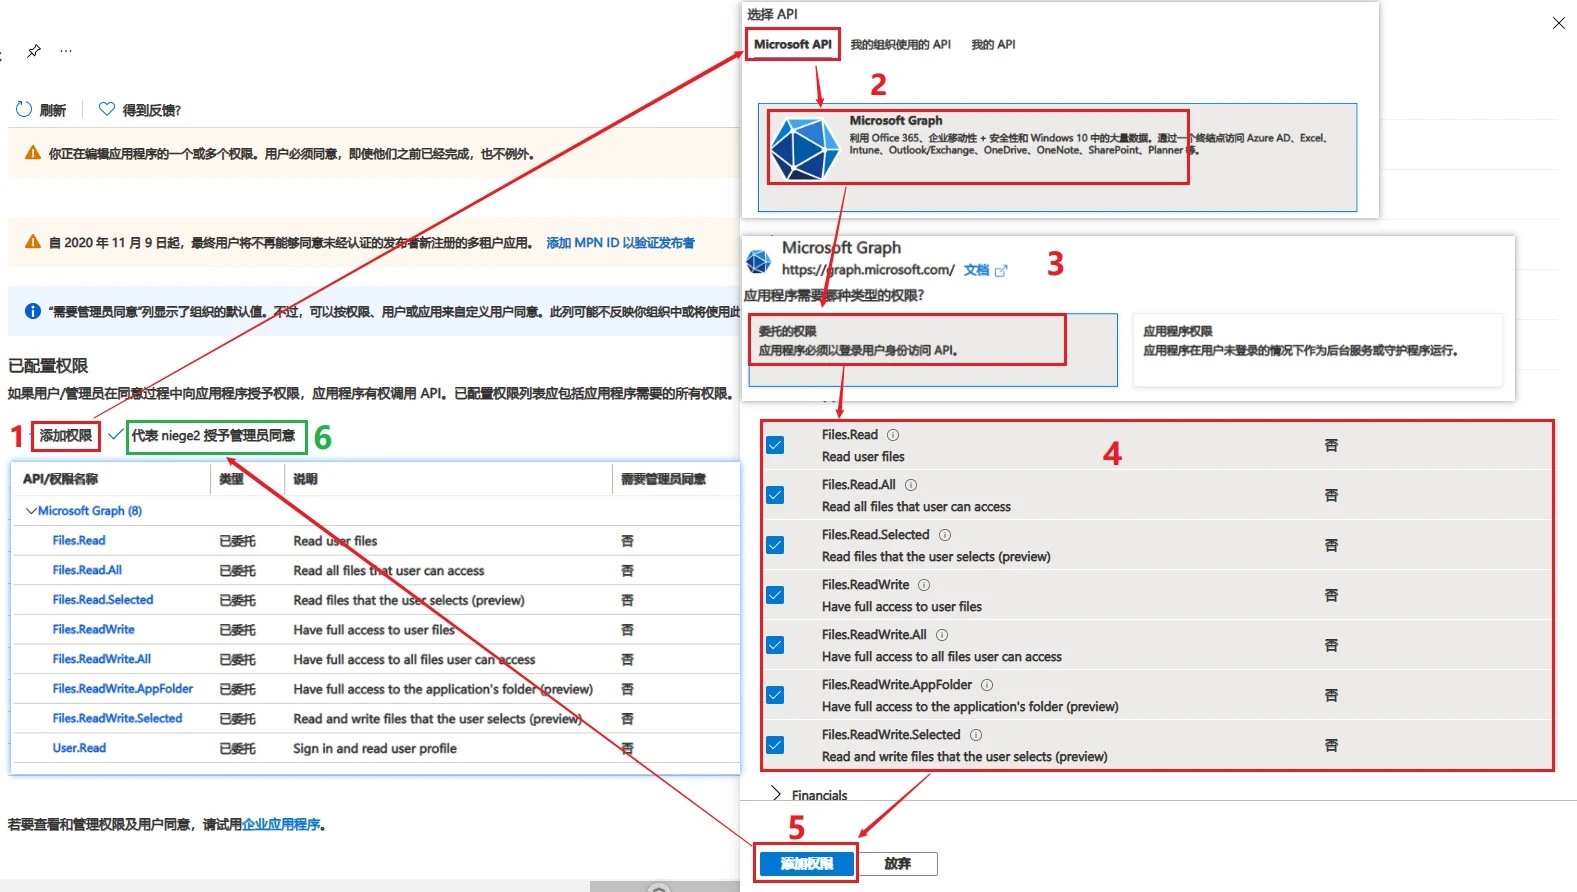 刷新
得到反馈?
你正在编辑应用程序的一个或多个权限。用户必须同意，即使他们之前已经完成，也不例外。
自 2020 年 11 月 9 日起，最终用户将不再能够同意未经认证的发布者新注册的多租户应用。 添加 MPN ID 以验证发布者
“需要管理员同意”列显示了组织的默认值。不过，可以按权限、用户或应用来自定义用户同意。此列可能不反映你组织中或将使用此
已配置权限
如果用户/管理员在同意过程中向应用程序授予权限，应用程序有权调用 API。已配置权限列表应包括应用程序需要的所有权限。
1 添加权限 代表 niege2 授予管理员同意 6
API/权限名称 类型 说明 需要管理员同意
Microsoft Graph (8)
Files.Read 已委托 Read user files 否
Files.Read.All 已委托 Read all files that user can access 否
Files.Read.Selected 已委托 Read files that the user selects (preview) 否
Files.ReadWrite 已委托 Have full access to user files 否
Files.ReadWrite.All 已委托 Have full access to all files user can access 否
Files.ReadWrite.AppFolder 已委托 Have full access to the application's folder (preview) 否
Files.ReadWrite.Selected 已委托 Read and write files that the user selects (preview) 否
User.Read 已委托 Sign in and read user profile 否
若要查看和管理权限及用户同意，请试用企业应用程序。
选择 API
Microsoft API 我的组织使用的 API 我的 API
2
Microsoft Graph
利用 Office 365、企业移动性 + 安全性和 Windows 10 中的大量数据。通过一个终结点访问 Azure AD、Excel、
Intune、Outlook/Exchange、OneDrive、OneNote、SharePoint、Planner 等。
Microsoft Graph
https://graph.microsoft.com/ 文档
3
应用程序需要哪种类型的权限?
委托的权限
应用程序必须以登录用户身份访问 API。
应用程序权限
应用程序在用户未登录的情况下作为后台服务或守护程序运行。
4
Files.Read
Read user files 否
Files.Read.All
Read all files that user can access 否
Files.Read.Selected
Read files that the user selects (preview) 否
Files.ReadWrite
Have full access to user files 否
Files.ReadWrite.All
Have full access to all files user can access 否
Files.ReadWrite.AppFolder
Have full access to the application's folder (preview) 否
Files.ReadWrite.Selected
Read and write files that the user selects (preview) 否
Financials
5
添加权限 放弃